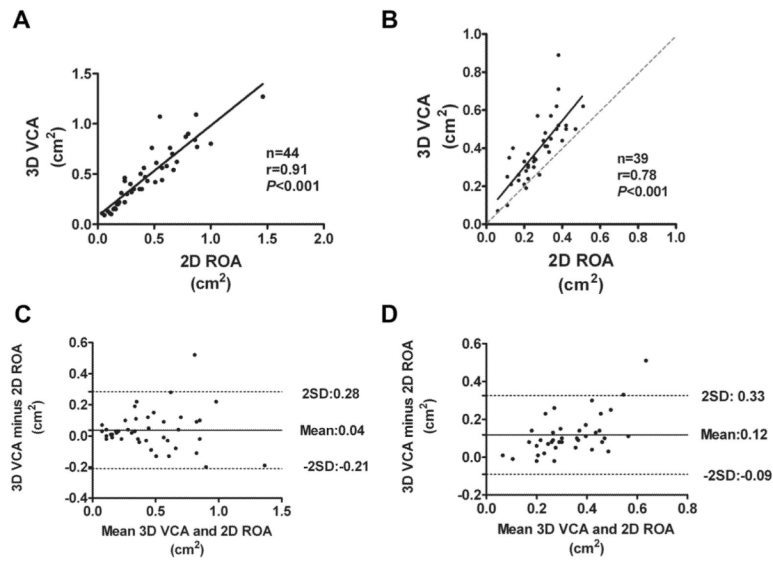 A
3D VCA
(cm²)
1.5
1.0
0.5
0.0
0.0 0.5 1.0 1.5 2.0
2D ROA
(cm²)
n=44
r=0.91
P<0.001
B
3D VCA
(cm²)
1.0
0.8
0.6
0.4
0.2
0.0
0.0 0.2 0.4 0.6 0.8 1.0
2D ROA
(cm²)
n=39
r=0.78
P<0.001
C
3D VCA minus 2D ROA
(cm²)
0.6
0.4
0.2
0.0
-0.2
-0.4
0.0 0.5 1.0 1.5
Mean 3D VCA and 2D ROA
(cm²)
2SD:0.28
Mean:0.04
-2SD:-0.21
D
3D VCA minus 2D ROA
(cm²)
0.6
0.4
0.2
0.0
-0.2
0.0 0.2 0.4 0.6 0.8
Mean 3D VCA and 2D ROA
(cm²)
2SD: 0.33
Mean:0.12
-2SD:-0.09